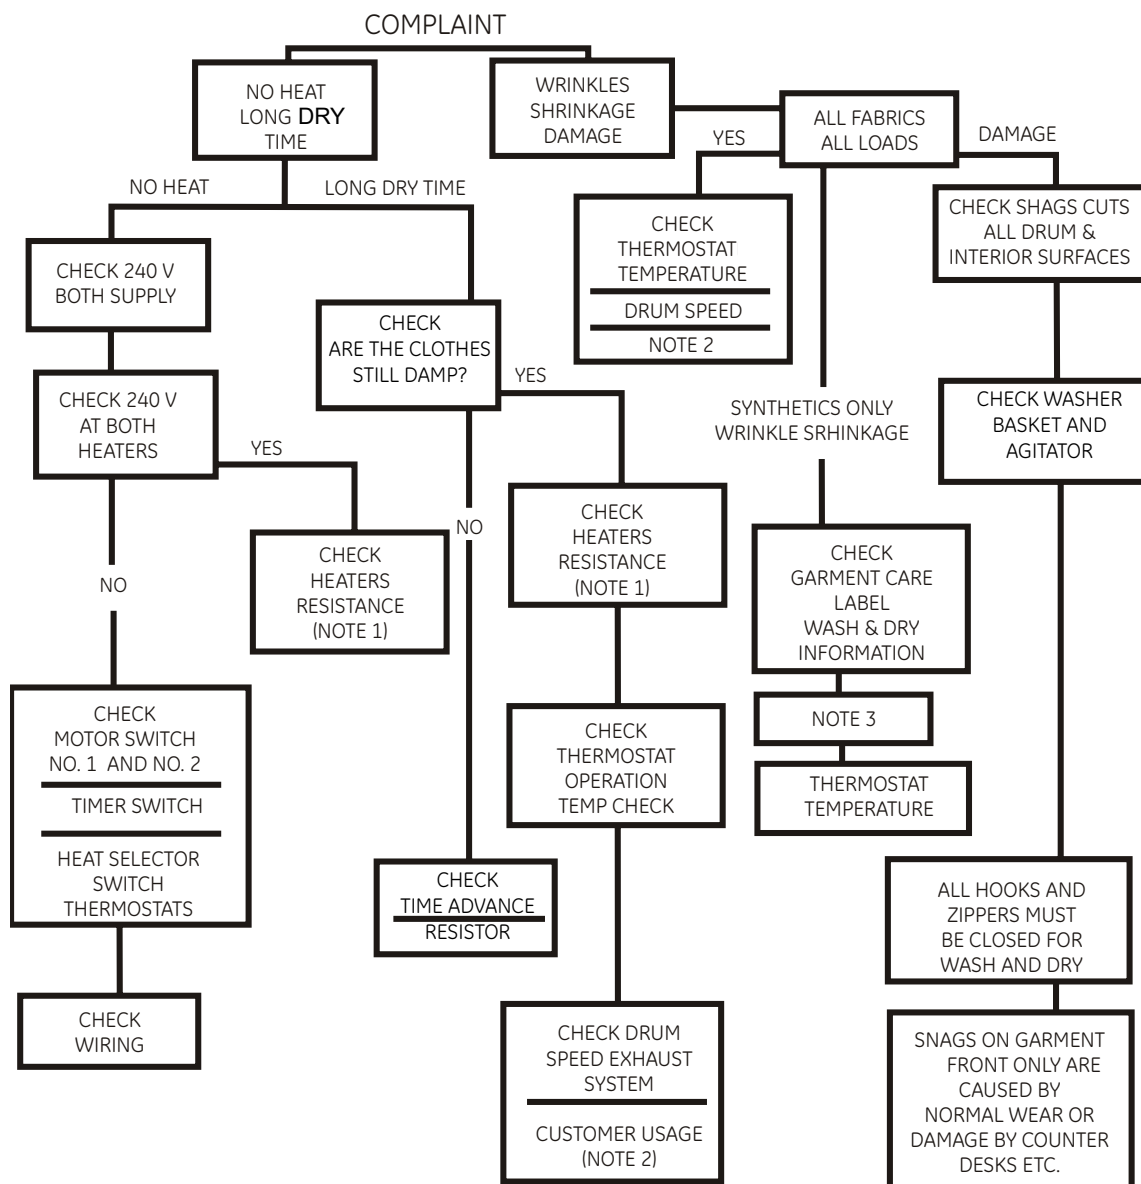 COMPLAINT
NO HEAT
LONG DRY
TIME
WRINKLES
SHRINKAGE
DAMAGE
ALL FABRICS
ALL LOADS
YES
DAMAGE
NO HEAT
LONG DRY TIME
CHECK 240 V
BOTH SUPPLY
CHECK 240 V
AT BOTH
HEATERS
YES
NO
CHECK
HEATERS
RESISTANCE
(NOTE 1)
CHECK
MOTOR SWITCH
NO. 1 AND NO. 2
TIMER SWITCH
HEAT SELECTOR
SWITCH
THERMOSTATS
CHECK
WIRING
CHECK
ARE THE CLOTHES
STILL DAMP?
YES
NO
CHECK
TIME ADVANCE
RESISTOR
CHECK
HEATERS
RESISTANCE
(NOTE 1)
CHECK
THERMOSTAT
OPERATION
TEMP CHECK
CHECK DRUM
SPEED EXHAUST
SYSTEM
CUSTOMER USAGE
(NOTE 2)
CHECK
THERMOSTAT
TEMPERATURE
DRUM SPEED
NOTE 2
SYNTHETICS ONLY
WRINKLE SRHINKAGE
CHECK
GARMENT CARE
LABEL
WASH & DRY
INFORMATION
NOTE 3
THERMOSTAT
TEMPERATURE
CHECK SHAGS CUTS
ALL DRUM &
INTERIOR SURFACES
CHECK WASHER
BASKET AND
AGITATOR
ALL HOOKS AND
ZIPPERS MUST
BE CLOSED FOR
WASH AND DRY
SNAGS ON GARMENT
FRONT ONLY ARE
CAUSED BY
NORMAL WEAR OR
DAMAGE BY COUNTER
DESKS ETC.